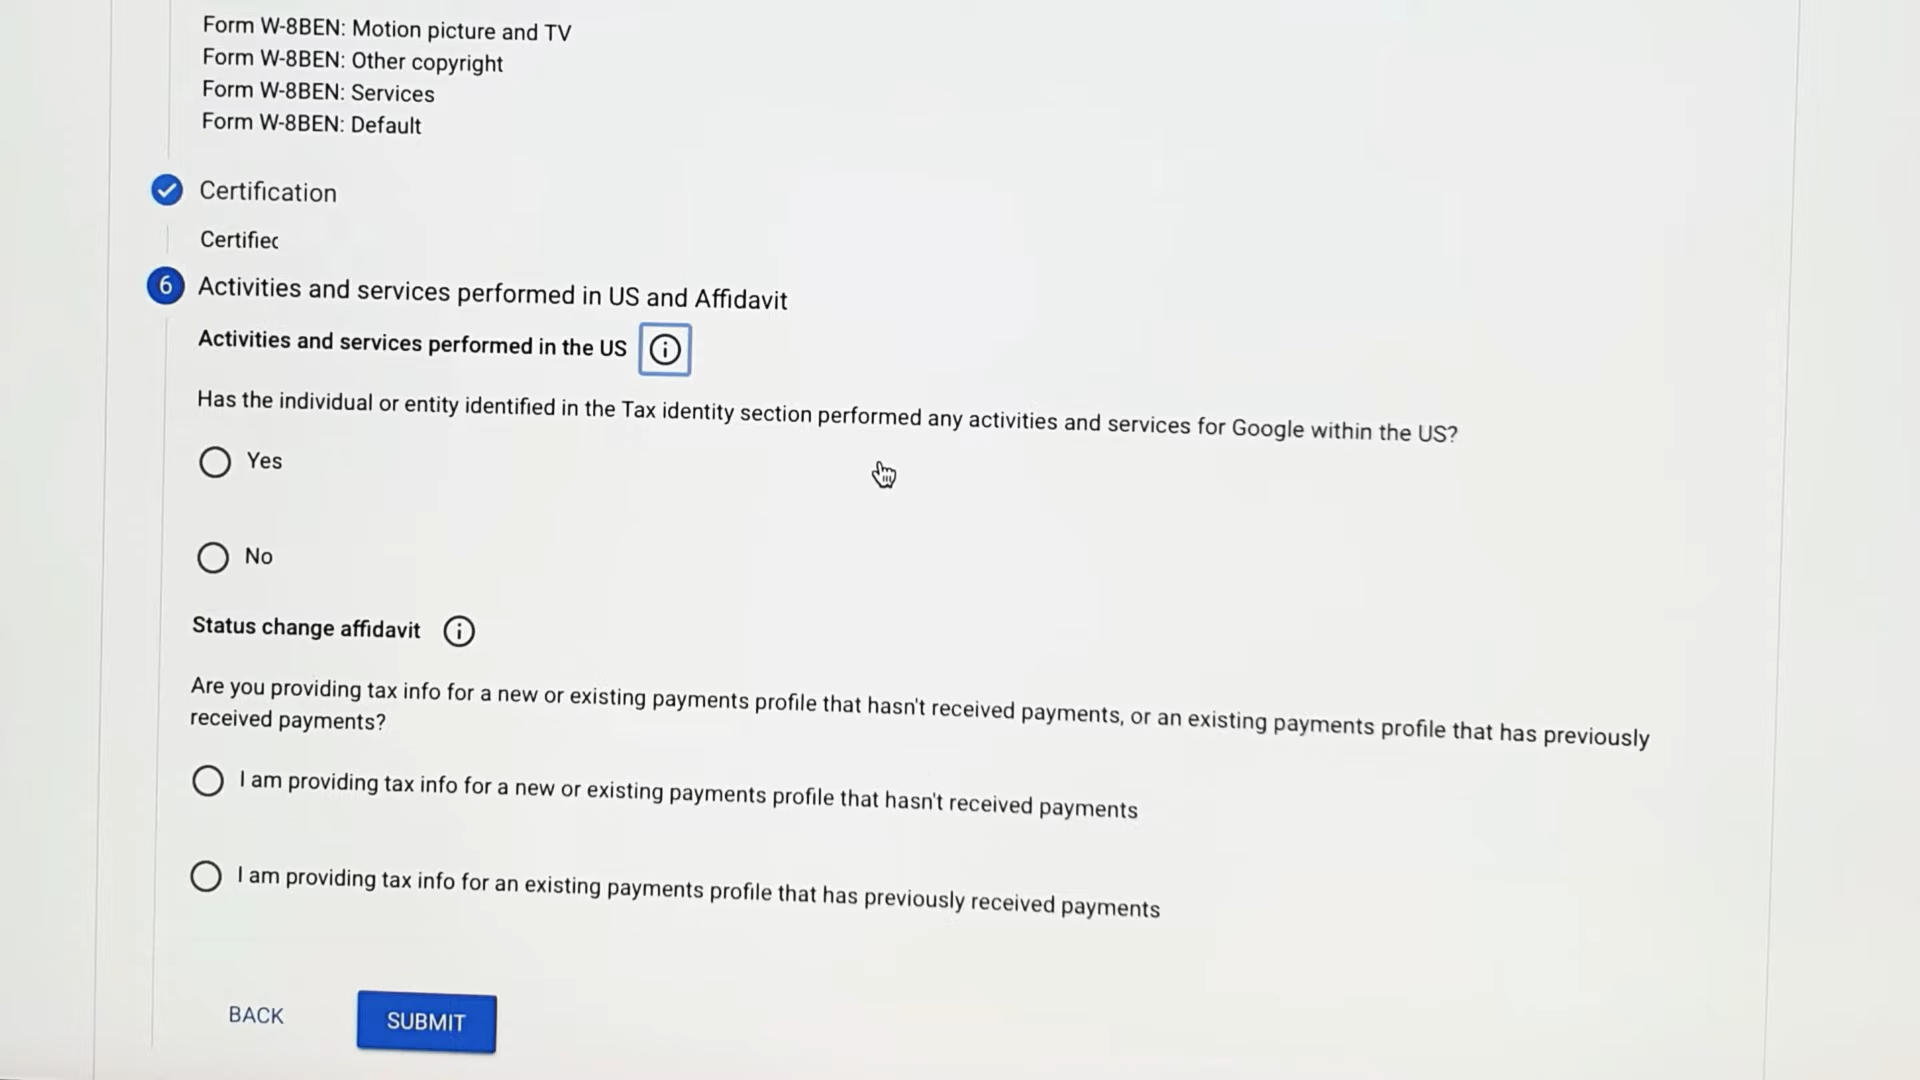 Form W-8BEN: Motion picture and TV
Form W-8BEN: Other copyright
Form W-8BEN: Services
Form W-8BEN: Default
Certification
Certified
6 Activities and services performed in US and Affidavit
Activities and services performed in the US
Has the individual or entity identified in the Tax identity section performed any activities and services for Google within the US?
Yes
No
Status change affidavit
Are you providing tax info for a new or existing payments profile that hasn't received payments, or an existing payments profile that has previously
received payments?
I am providing tax info for a new or existing payments profile that hasn't received payments
I am providing tax info for an existing payments profile that has previously received payments
BACK SUBMIT